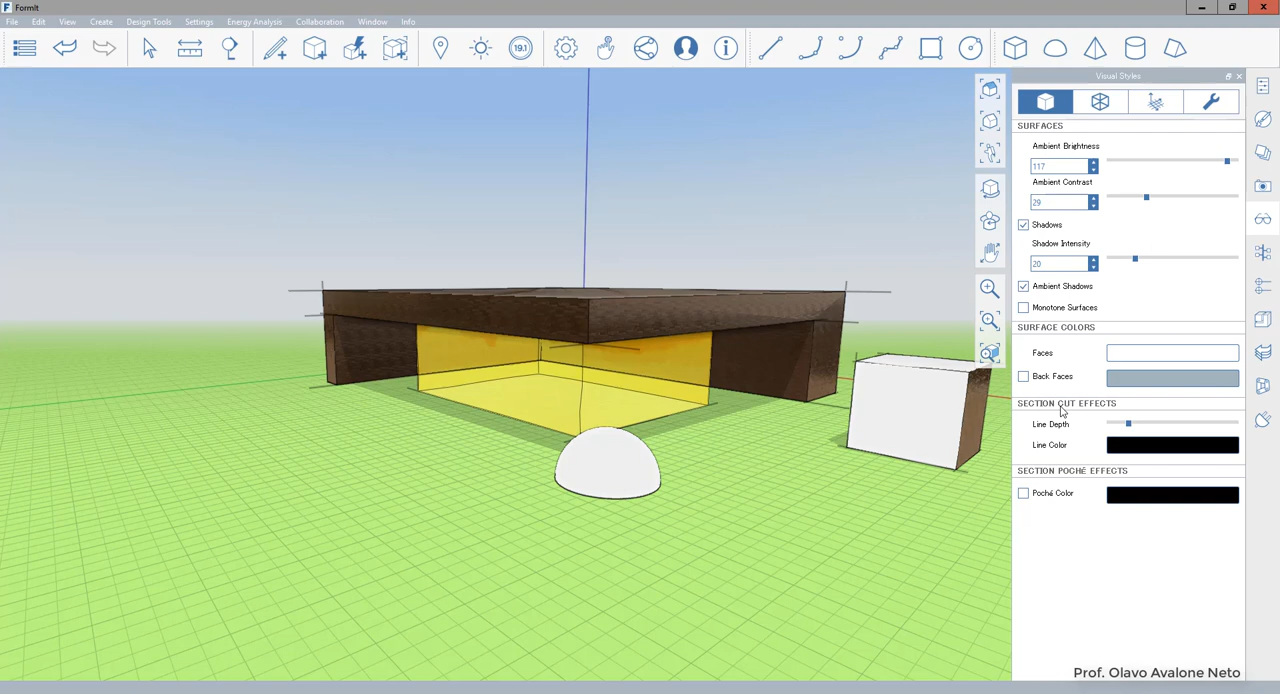 FormIt
File Edit View Create Design Tools Settings Energy Analysis Collaboration Window Info
19.1
Visual Styles
SURFACES
Ambient Brightness
117
Ambient Contrast
29
Shadows
Shadow Intensity
20
Ambient Shadows
Monotone Surfaces
SURFACE COLORS
Faces
Back Faces
SECTION CUT EFFECTS
Line Depth
Line Color
SECTION POCHÉ EFFECTS
Poché Color
Prof. Olavo Avalone Neto